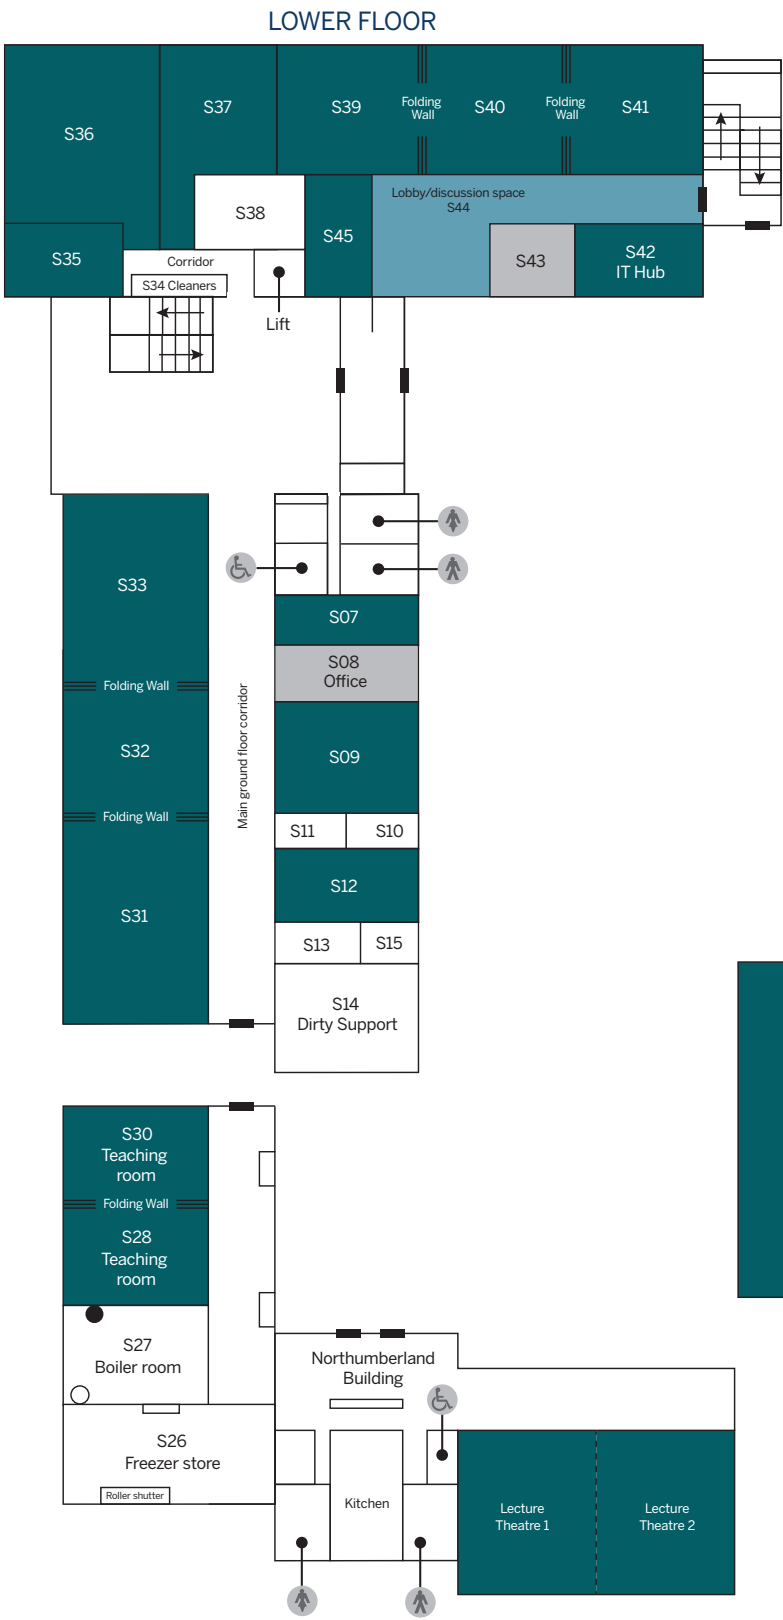 LOWER FLOOR
S36
S37
S39
Folding
Wall
S40
Folding
Wall
S41
S38
S45
Lobby/discussion space
S44
S35
Corridor
S34 Cleaners
Lift
S43
S42
IT Hub
S33
Folding Wall
S32
Folding Wall
S31
Main ground floor corridor
S07
S08
Office
S09
S11
S10
S12
S13
S15
S14
Dirty Support
S30
Teaching
room
Folding Wall
S28
Teaching
room
S27
Boiler room
S26
Freezer store
Roller shutter
Northumberland
Building
Kitchen
Lecture
Theatre 1
Lecture
Theatre 2